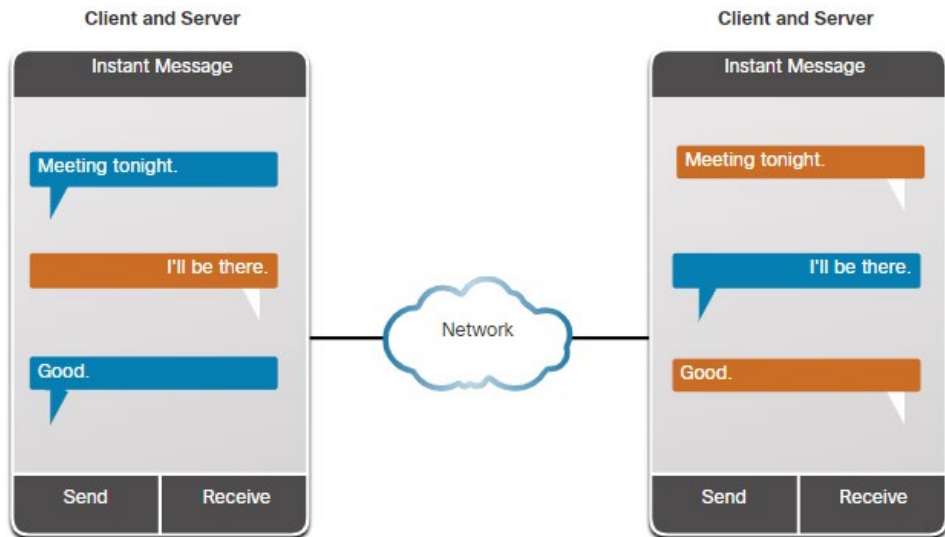 Client and Server
Instant Message
Meeting tonight.
I'll be there.
Good.
Send
Receive
Network
Client and Server
Instant Message
Meeting tonight.
I'll be there.
Good.
Send
Receive